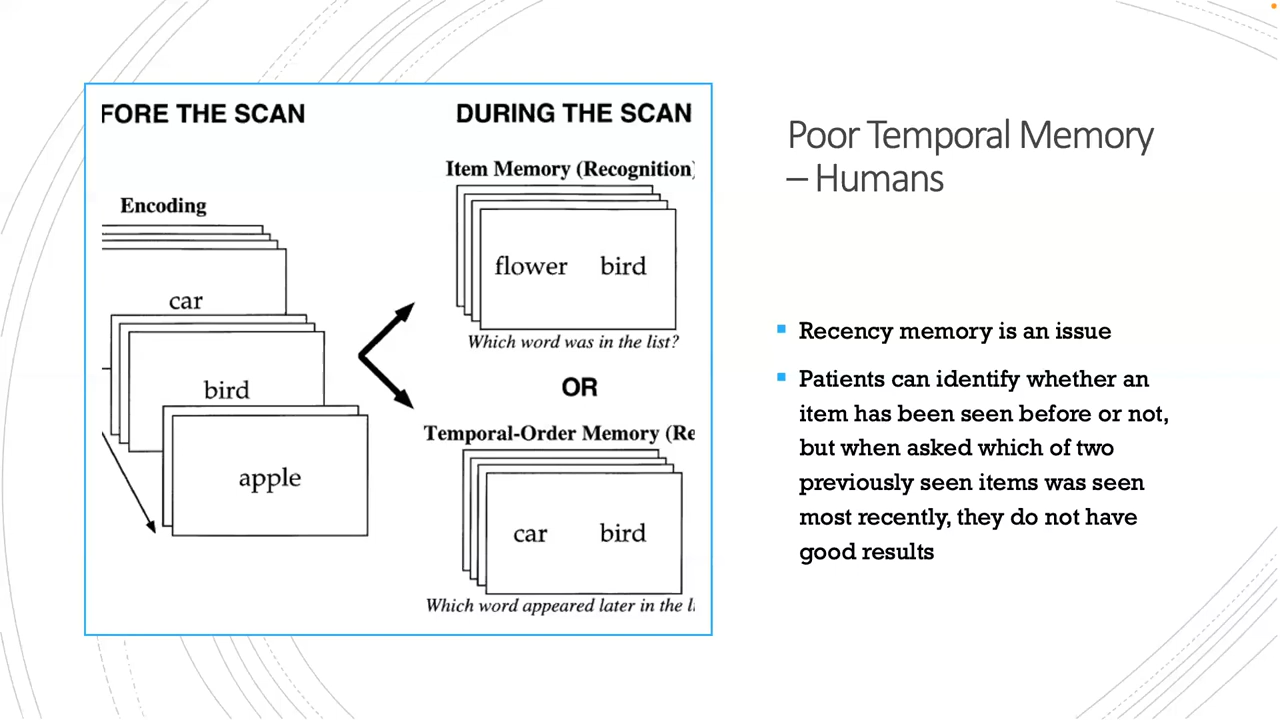 FORE THE SCAN
DURING THE SCAN
Encoding
car
bird
apple
Item Memory (Recognition)
flower bird
Which word was in the list?
OR
Temporal-Order Memory (Re
car bird
Which word appeared later in the li
Poor Temporal Memory
– Humans
Recency memory is an issue
Patients can identify whether an
item has been seen before or not,
but when asked which of two
previously seen items was seen
most recently, they do not have
good results